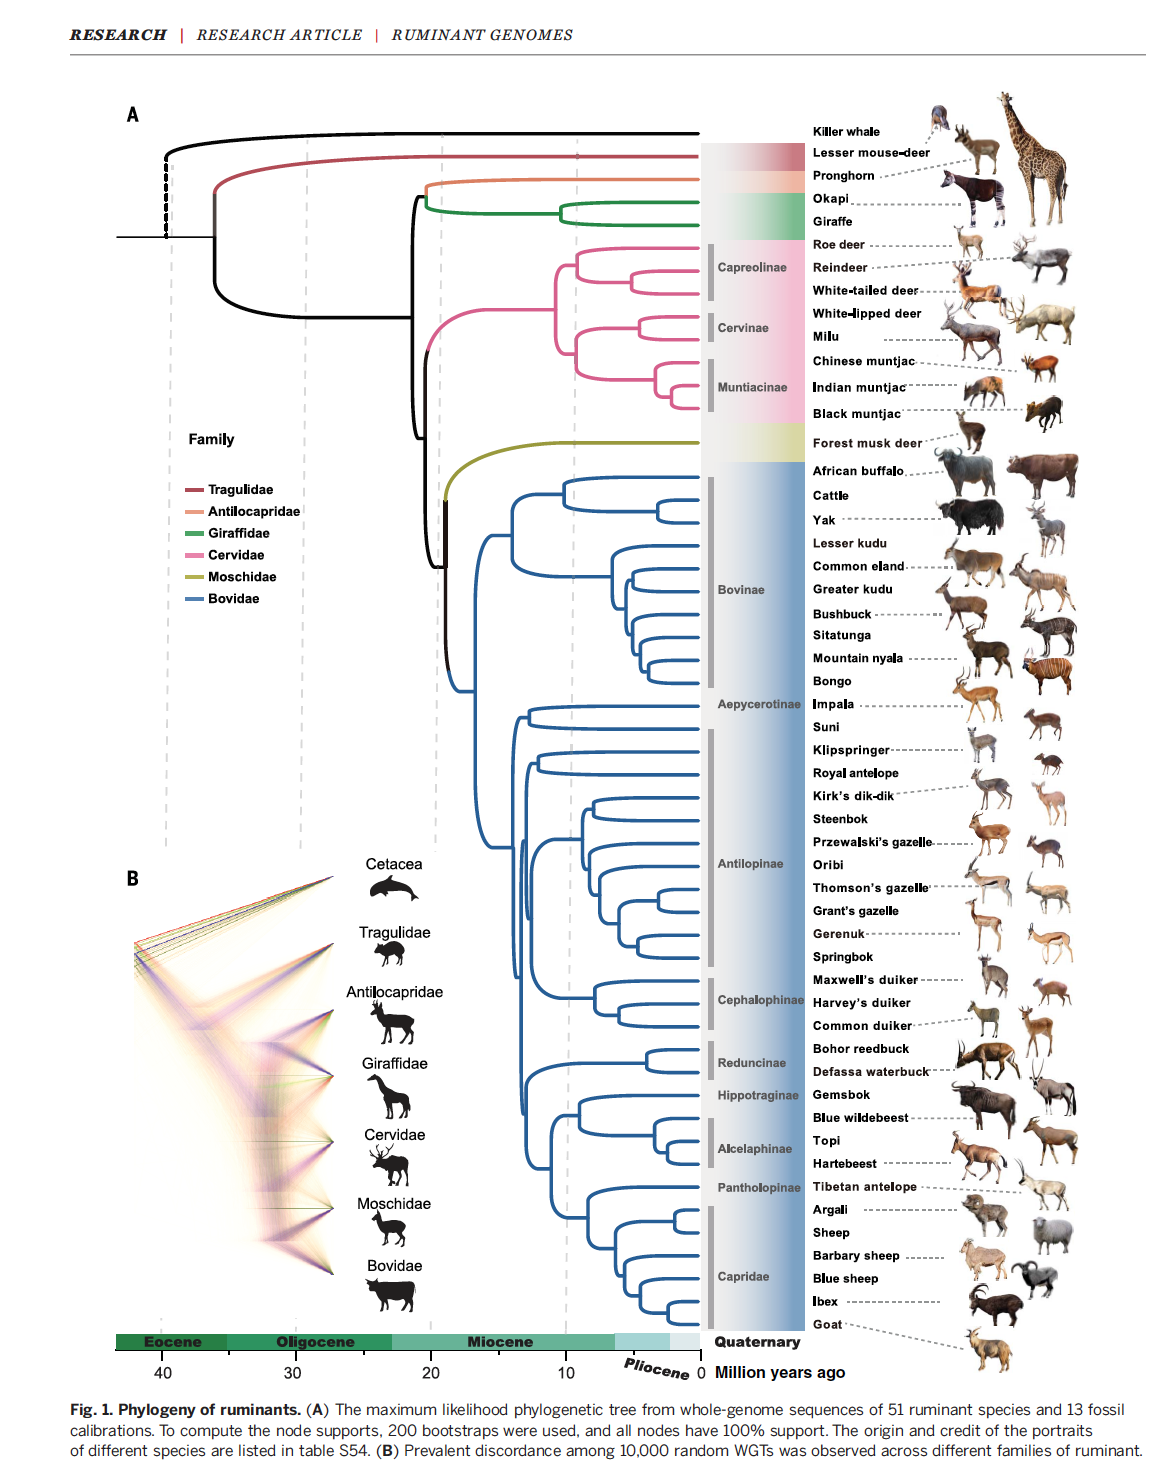 RESEARCH | RESEARCH ARTICLE | RUMINANT GENOMES
A
Killer whale
Lesser mouse-deer
Pronghorn
Okapi
Giraffe
Roe deer
Capreolinae
Reindeer
White-tailed deer
White-lipped deer
Cervinae
Milu
Chinese muntjac
Muntiacinae
Indian muntjac
Black muntjac
Family
Forest musk deer
Tragulidae
Antilocapridae
Giraffidae
Cervidae
Moschidae
Bovidae
African buffalo
Cattle
Yak
Lesser kudu
Common eland
Bovinae
Greater kudu
Bushbuck
Sitatunga
Mountain nyala
Bongo
Aepycerotinae
Impala
Suni
Klipspringer
Royal antelope
Kirk's dik-dik
Steenbok
Przewalski's gazelle
Antilopinae
Oribi
Thomson's gazelle
Grant's gazelle
Gerenuk
Springbok
Maxwell's duiker
Cephalophinae
Harvey's duiker
Common duiker
Bohor reedbuck
Reduncinae
Defassa waterbuck
Hippotraginae
Gemsbok
Blue wildebeest
Topi
Alcelaphinae
Hartebeest
Pantholopinae
Tibetan antelope
Argali
Sheep
Barbary sheep
Capridae
Blue sheep
Ibex
Goat
B
Cetacea
Tragulidae
Antilocapridae
Giraffidae
Cervidae
Moschidae
Bovidae
Eocene Oligocene Miocene Pliocene Quaternary
40 30 20 10 0 Million years ago
Fig. 1. Phylogeny of ruminants. (A) The maximum likelihood phylogenetic tree from whole-genome sequences of 51 ruminant species and 13 fossil
calibrations. To compute the node supports, 200 bootstraps were used, and all nodes have 100% support. The origin and credit of the portraits
of different species are listed in table S54. (B) Prevalent discordance among 10,000 random WGTs was observed across different families of ruminant.